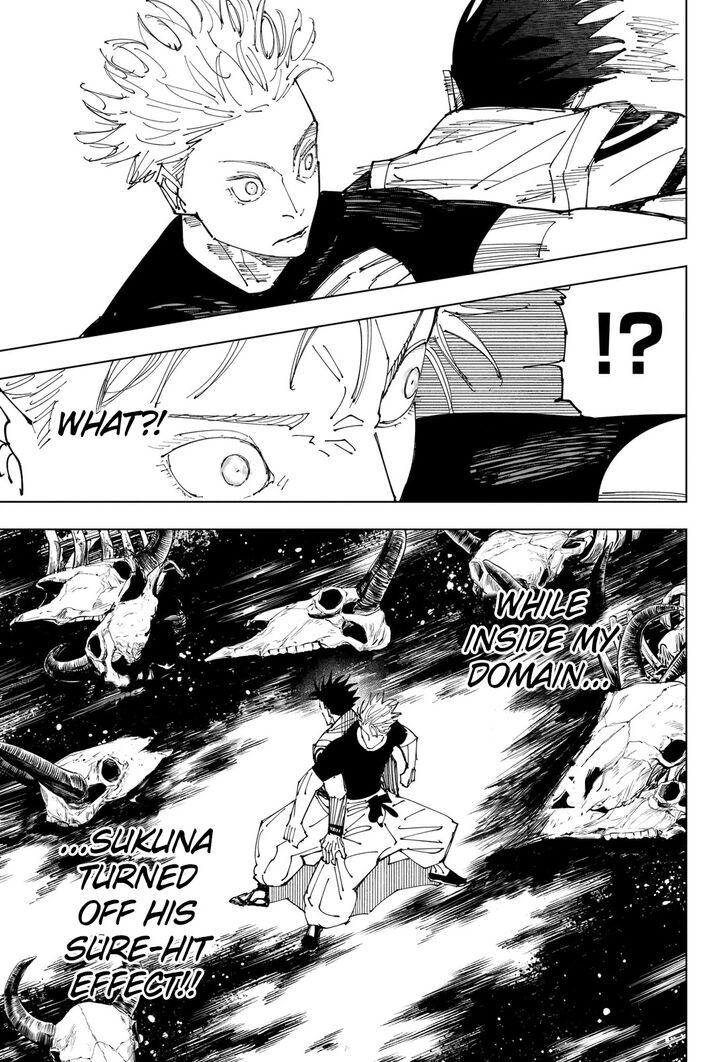 !?
WHAT?!
WHILE
INSIDE MY
DOMAIN...
...SUKUNA
TURNED
OFF HIS
SURE-HIT
EFFECT!!